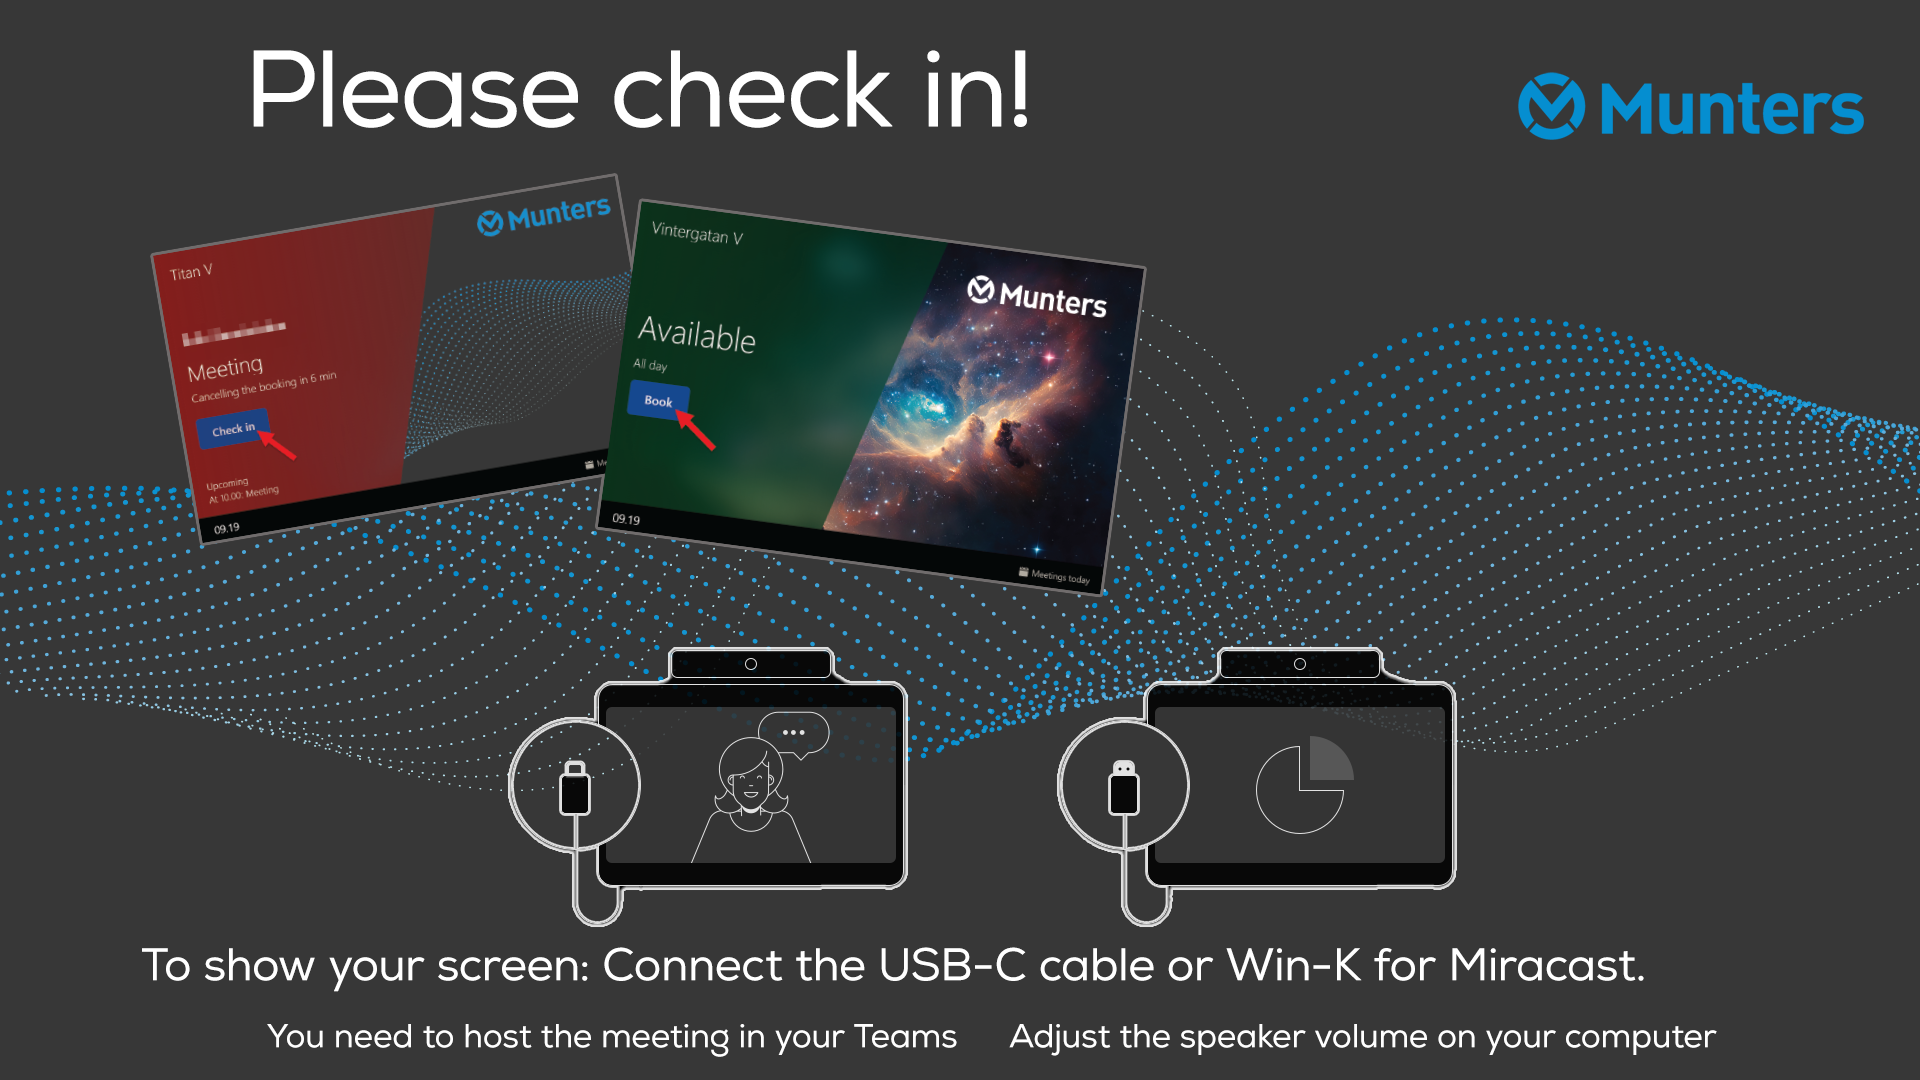 Please check in!
Munters
Munters
Titan V
Meeting
Cancelling the booking in 6 min
Check in
Upcoming
At 10.00: Meeting
09.19
Vintergatan V
Munters
Available
All day
Book
09.19
Meetings today
To show your screen: Connect the USB-C cable or Win-K for Miracast.
You need to host the meeting in your Teams
Adjust the speaker volume on your computer